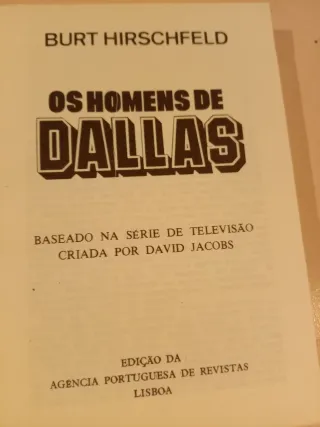 BURT HIRSCHFELD
OS HOMENS DE
DALLAS
BASEADO NA SÉRIE DE TELEVISÃO
CRIADA POR DAVID JACOBS
EDIÇÃO DA
AGENCIA PORTUGUESA DE REVISTAS
LISBOA